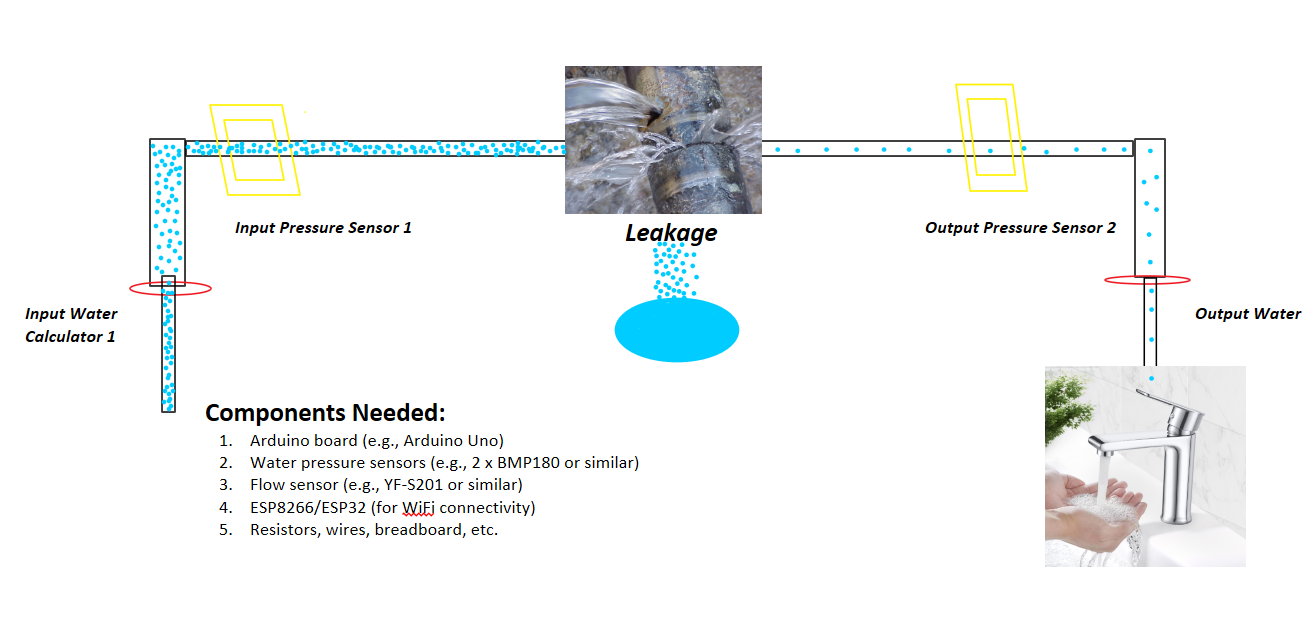 Input Pressure Sensor 1
Leakage
Output Pressure Sensor 2
Input Water
Calculator 1
Output Water
Components Needed:
1. Arduino board (e.g., Arduino Uno)
2. Water pressure sensors (e.g., 2 x BMP180 or similar)
3. Flow sensor (e.g., YF-S201 or similar)
4. ESP8266/ESP32 (for WiFi connectivity)
5. Resistors, wires, breadboard, etc.